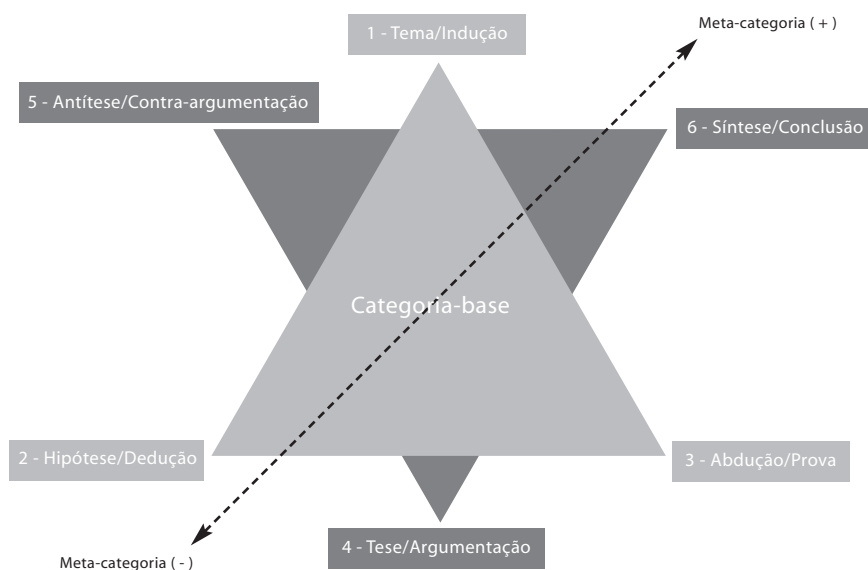 1 - Tema/Indução
Meta-categoria ( + )
5 - Antítese/Contra-argumentação
6 - Síntese/Conclusão
Categoria-base
2 - Hipótese/Dedução
3 - Abdução/Prova
4 - Tese/Argumentação
Meta-categoria ( - )